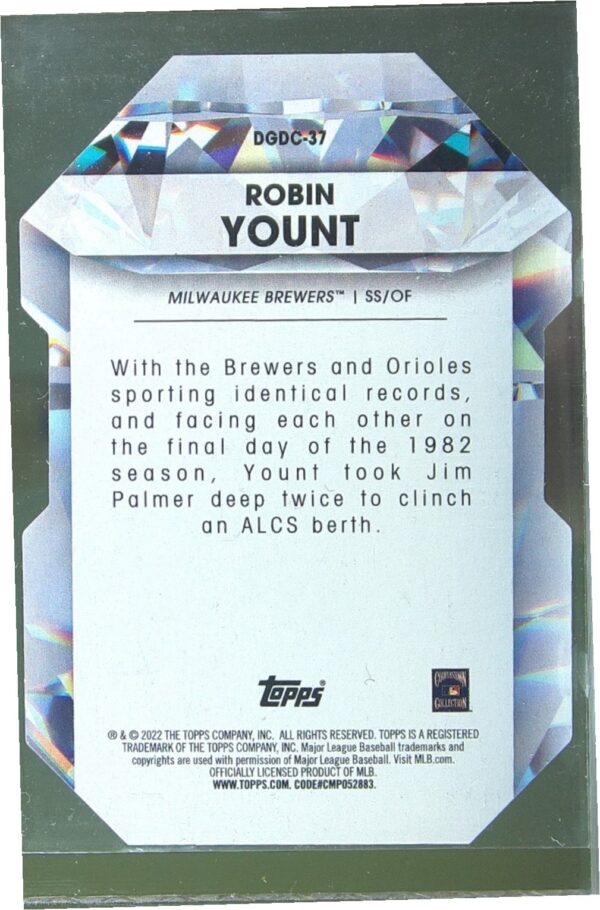 DGDC-37
ROBIN
YOUNT
MILWAUKEE BREWERS™ | SS/OF
With the Brewers and Orioles
sporting identical records,
and facing each other on
the final day of the 1982
season, Yount took Jim
Palmer deep twice to clinch
an ALCS berth.
topps®
COOPERSTOWN
COLLECTION
® & © 2022 THE TOPPS COMPANY, INC. ALL RIGHTS RESERVED. TOPPS IS A REGISTERED
TRADEMARK OF THE TOPPS COMPANY, INC. Major League Baseball trademarks and
copyrights are used with permission of Major League Baseball. Visit MLB.com.
OFFICIALLY LICENSED PRODUCT OF MLB.
WWW.TOPPS.COM. CODE#CMP052883.